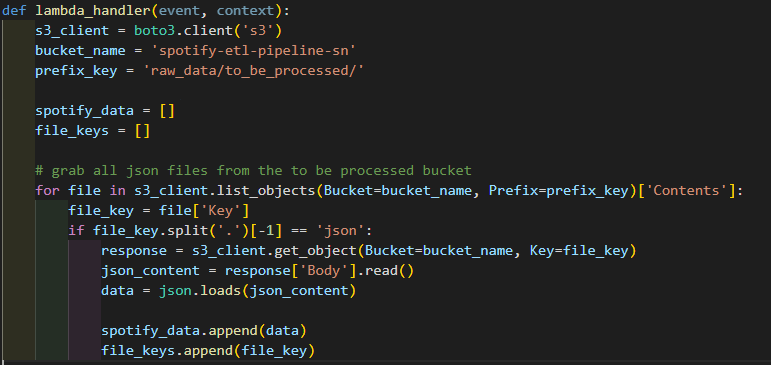 def lambda_handler(event, context):
    s3_client = boto3.client('s3')
    bucket_name = 'spotify-etl-pipeline-sn'
    prefix_key = 'raw_data/to_be_processed/'

    spotify_data = []
    file_keys = []

    # grab all json files from the to be processed bucket
    for file in s3_client.list_objects(Bucket=bucket_name, Prefix=prefix_key)['Contents']:
        file_key = file['Key']
        if file_key.split('.')[-1] == 'json':
            response = s3_client.get_object(Bucket=bucket_name, Key=file_key)
            json_content = response['Body'].read()
            data = json.loads(json_content)

            spotify_data.append(data)
            file_keys.append(file_key)